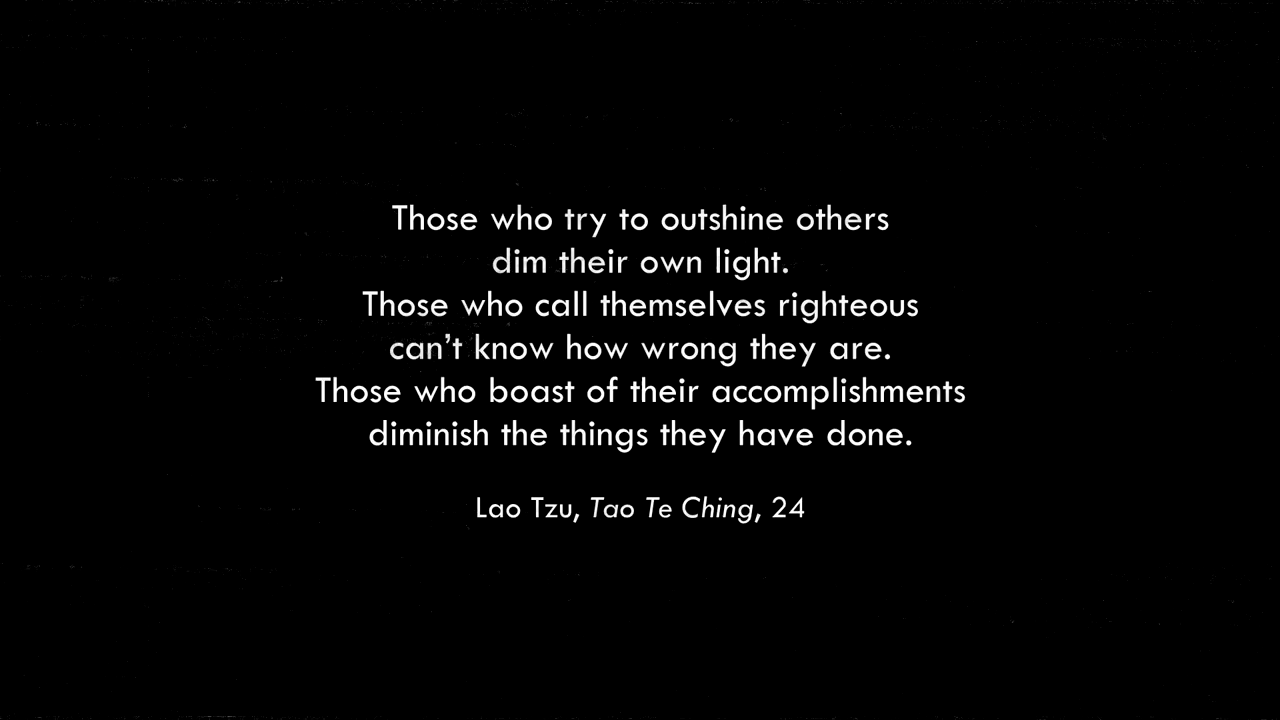 Those who try to outshine others
dim their own light.
Those who call themselves righteous
can’t know how wrong they are.
Those who boast of their accomplishments
diminish the things they have done.
Lao Tzu, Tao Te Ching, 24